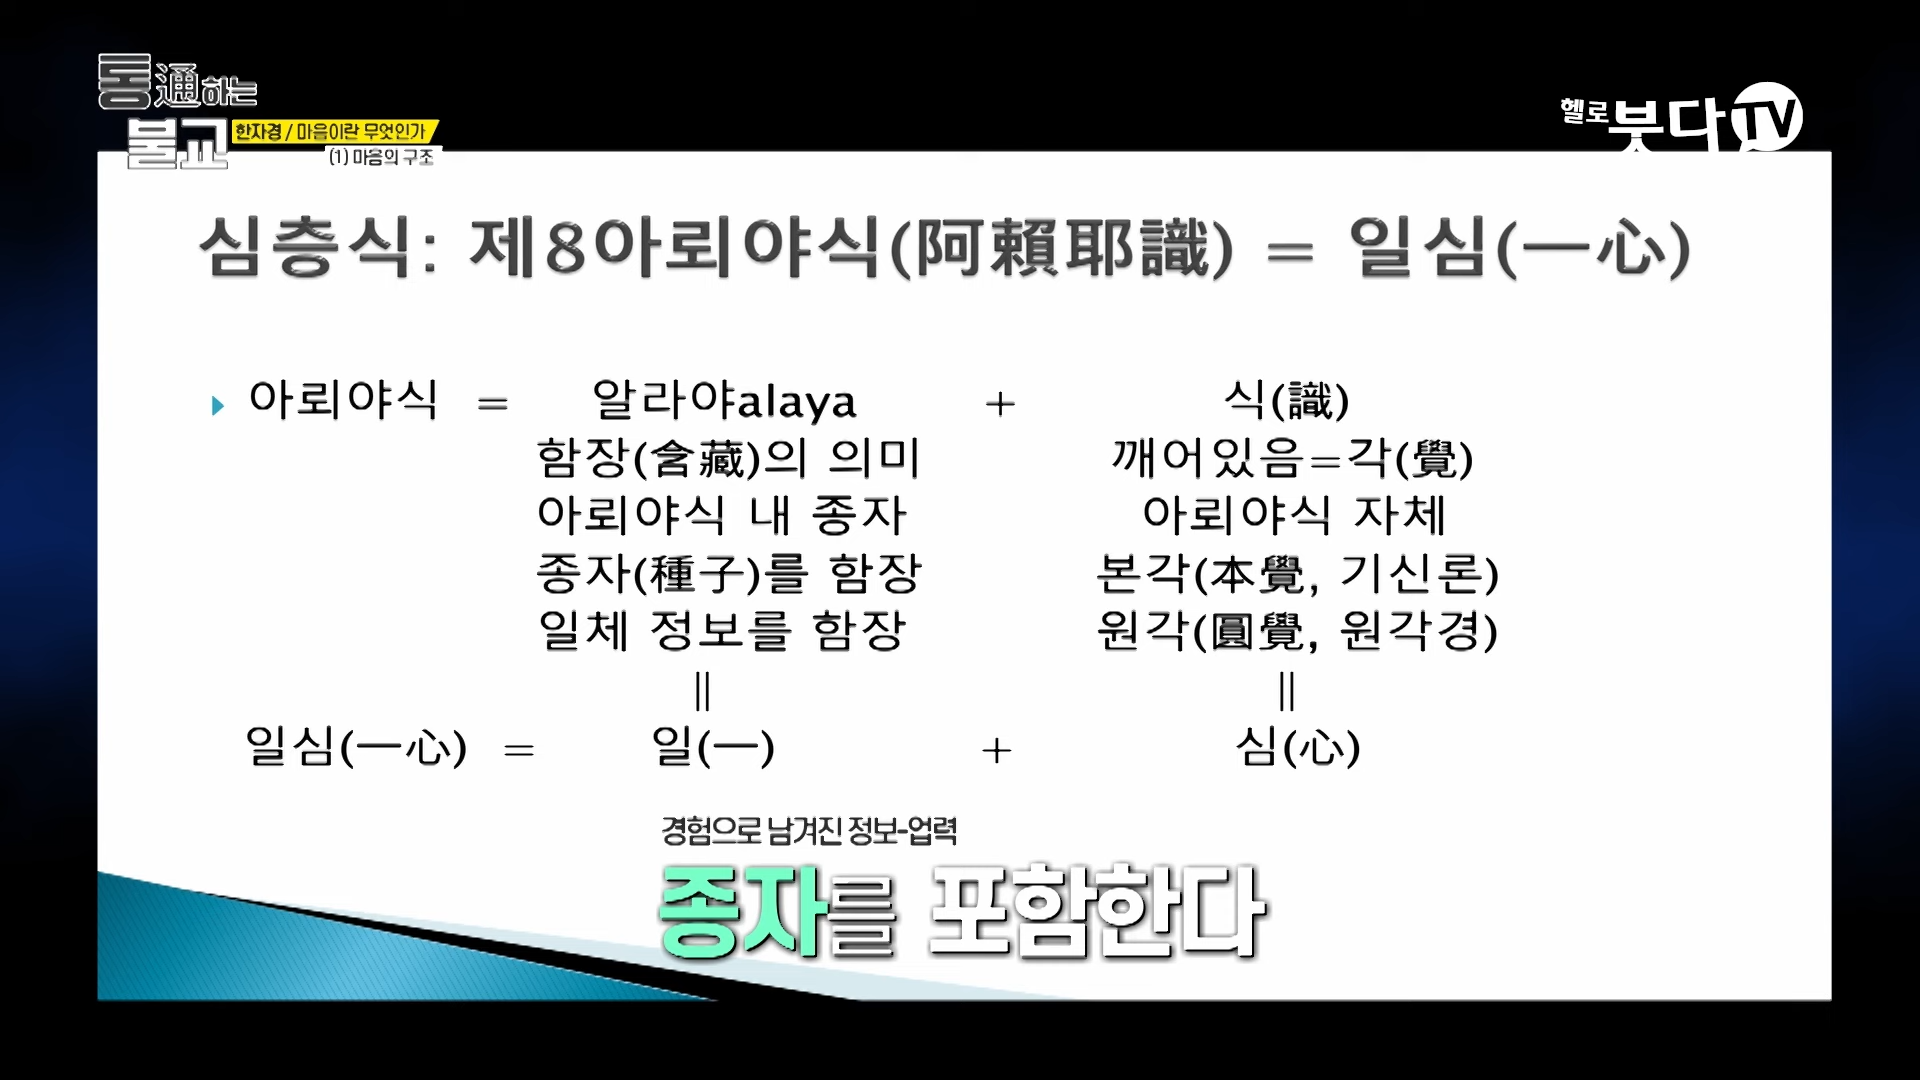 통通하는
불교
한자경 / 마음이란 무엇인가
(1) 마음의 구조
헬로붓다TV
심층식: 제8아뢰야식(阿賴耶識) = 일심(一心)
아뢰야식 = 알라야alaya + 식(識)
함장(含藏)의 의미 깨어있음=각(覺)
아뢰야식 내 종자 아뢰야식 자체
종자(種子)를 함장 본각(本覺, 기신론)
일체 정보를 함장 원각(圓覺, 원각경)
|| ||
일심(一心) = 일(一) + 심(心)
경험으로 남겨진 정보-업력
종자를 포함한다